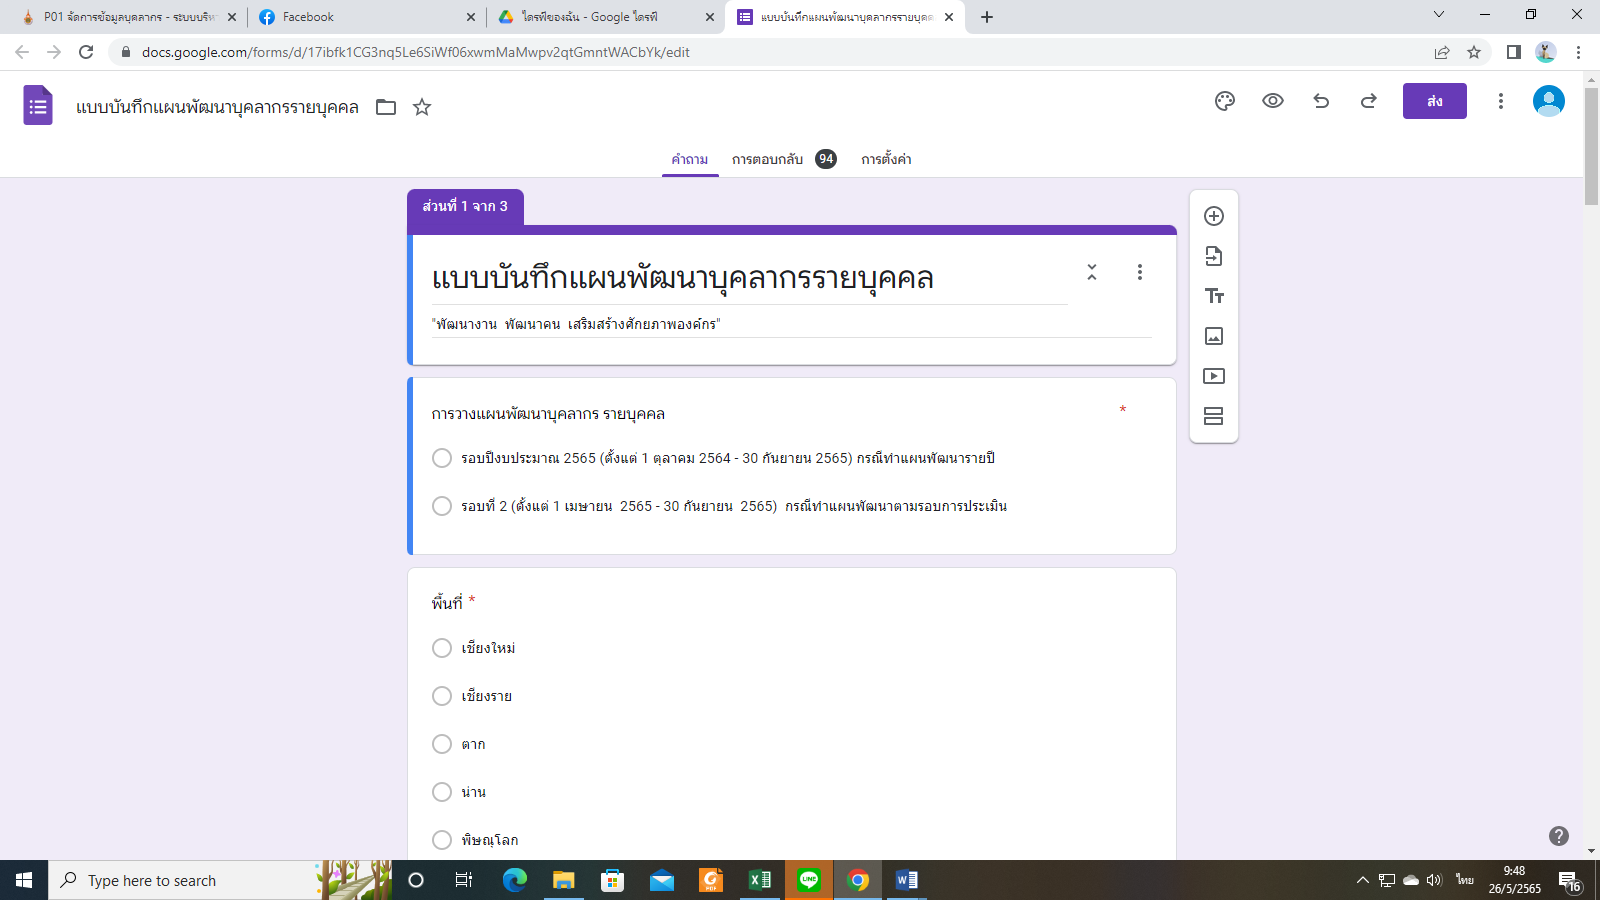 P01 จัดการข้อมูลบุคลากร - ระบบบริห
Facebook
ไดรฟ์ของฉัน - Google ไดรฟ์
แบบบันทึกแผนพัฒนาบุคลากรรายบุคค
docs.google.com/forms/d/17ibfk1CG3nq5Le6SiWf06xwmMaMwpv2qtGmntWACbYk/edit
แบบบันทึกแผนพัฒนาบุคลากรรายบุคคล
ส่ง
คำถาม
การตอบกลับ 94
การตั้งค่า
ส่วนที่ 1 จาก 3
แบบบันทึกแผนพัฒนาบุคลากรรายบุคคล
"พัฒนางาน พัฒนาคน เสริมสร้างศักยภาพองค์กร"
การวางแผนพัฒนาบุคลากร รายบุคคล *
รอบปีงบประมาณ 2565 (ตั้งแต่ 1 ตุลาคม 2564 - 30 กันยายน 2565) กรณีทำแผนพัฒนารายปี
รอบที่ 2 (ตั้งแต่ 1 เมษายน 2565 - 30 กันยายน 2565) กรณีทำแผนพัฒนาตามรอบการประเมิน
พื้นที่ *
เชียงใหม่
เชียงราย
ตาก
น่าน
พิษณุโลก
Type here to search
ไทย
9:48
26/5/2565
16